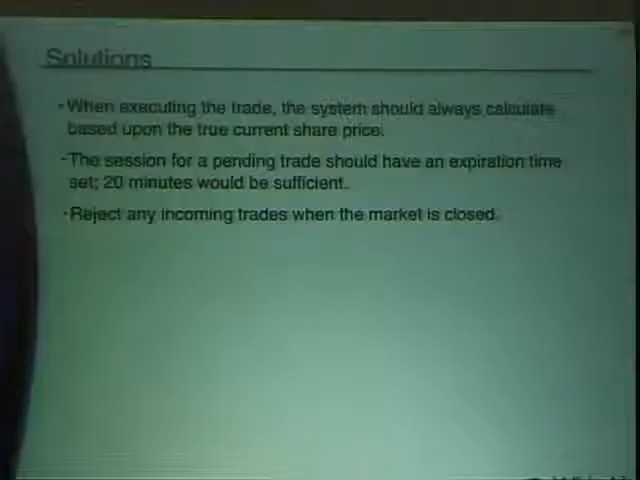 Solutions
·When executing the trade, the system should always calculate
based upon the true current share price.
·The session for a pending trade should have an expiration time
set; 20 minutes would be sufficient.
·Reject any incoming trades when the market is closed.